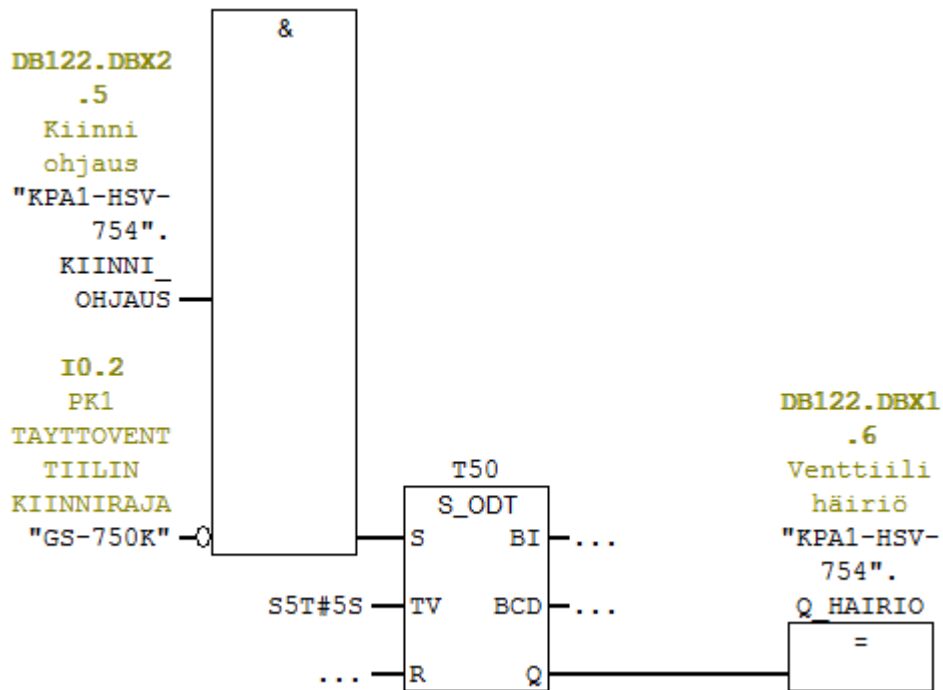 &
DB122.DBX2
.5
Kiinni
ohjaus
"KPA1-HSV-
754".
KIINNI_
OHJAUS
I0.2
PK1
TAYTTOVENT
TIILIN
KIINNIRAJA
"GS-750K"
T50
S_ODT
S
BI
...
S5T#5S
TV
BCD
...
...
R
Q
DB122.DBX1
.6
Venttiili
häiriö
"KPA1-HSV-
754".
Q_HAIRIO
=